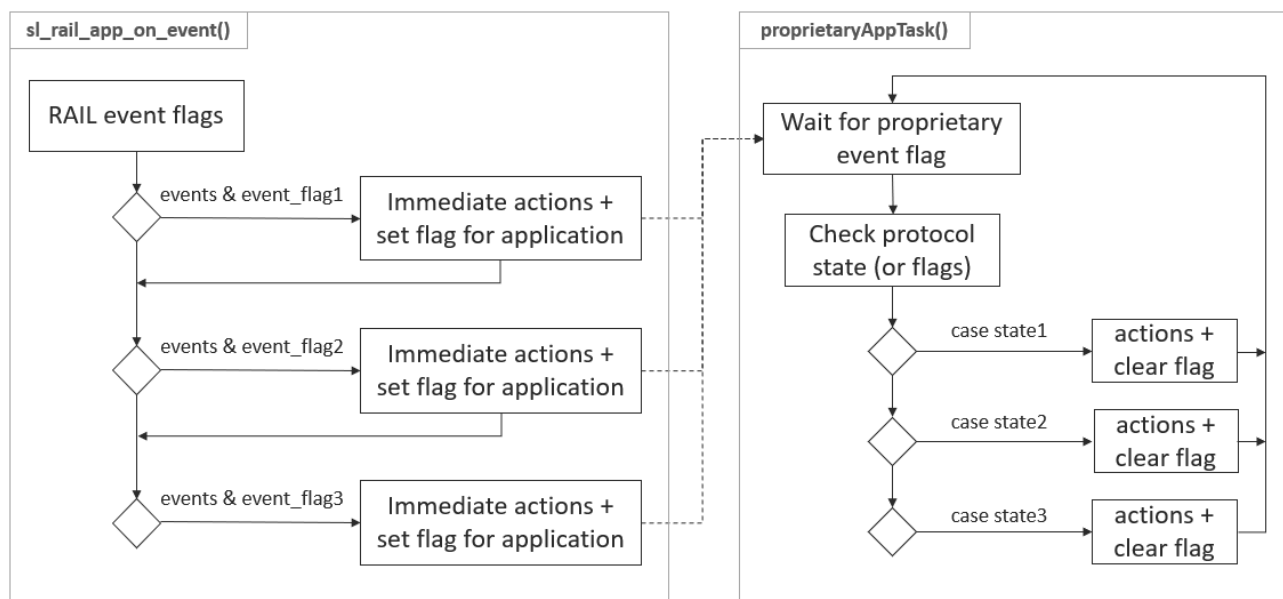 sl_rail_app_on_event()
RAIL event flags
events & event_flag1
Immediate actions +
set flag for application
events & event_flag2
Immediate actions +
set flag for application
events & event_flag3
Immediate actions +
set flag for application
proprietaryAppTask()
Wait for proprietary
event flag
Check protocol
state (or flags)
case state1
actions +
clear flag
case state2
actions +
clear flag
case state3
actions +
clear flag